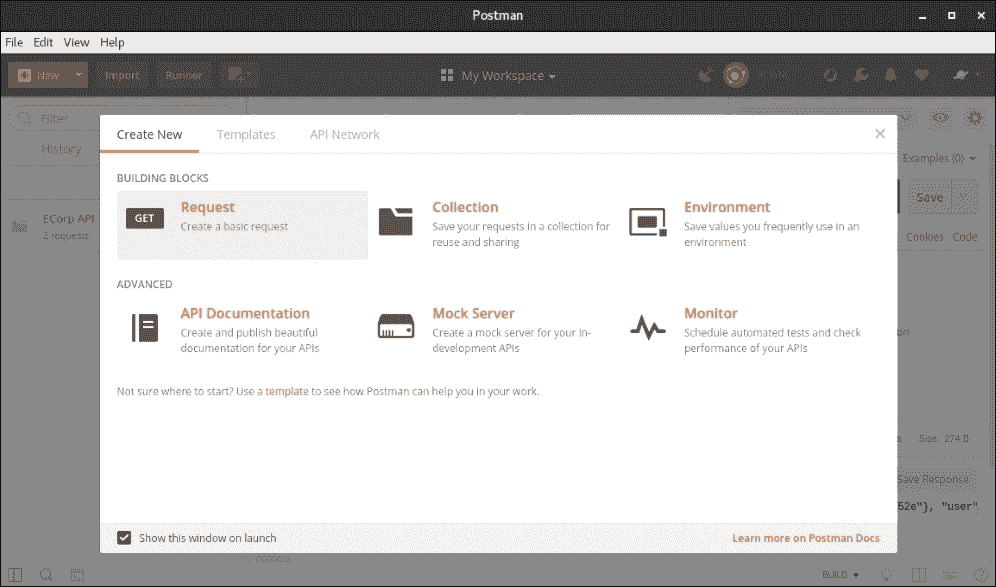 Postman
File Edit View Help
New Import Runner My Workspace IN SYNC
Filter
History
Examples (0)
ECorp API
2 requests
Save
Cookies Code
Create New Templates API Network
BUILDING BLOCKS
GET
Request
Create a basic request
Collection
Save your requests in a collection for
reuse and sharing
Environment
Save values you frequently use in an
environment
ADVANCED
API Documentation
Create and publish beautiful
documentation for your APIs
Mock Server
Create a mock server for your in-
development APIs
Monitor
Schedule automated tests and check
performance of your APIs
Not sure where to start? Use a template to see how Postman can help you in your work.
Size: 274 B
Save Response
52e"}, "user"
Show this window on launch
Learn more on Postman Docs
BUILD